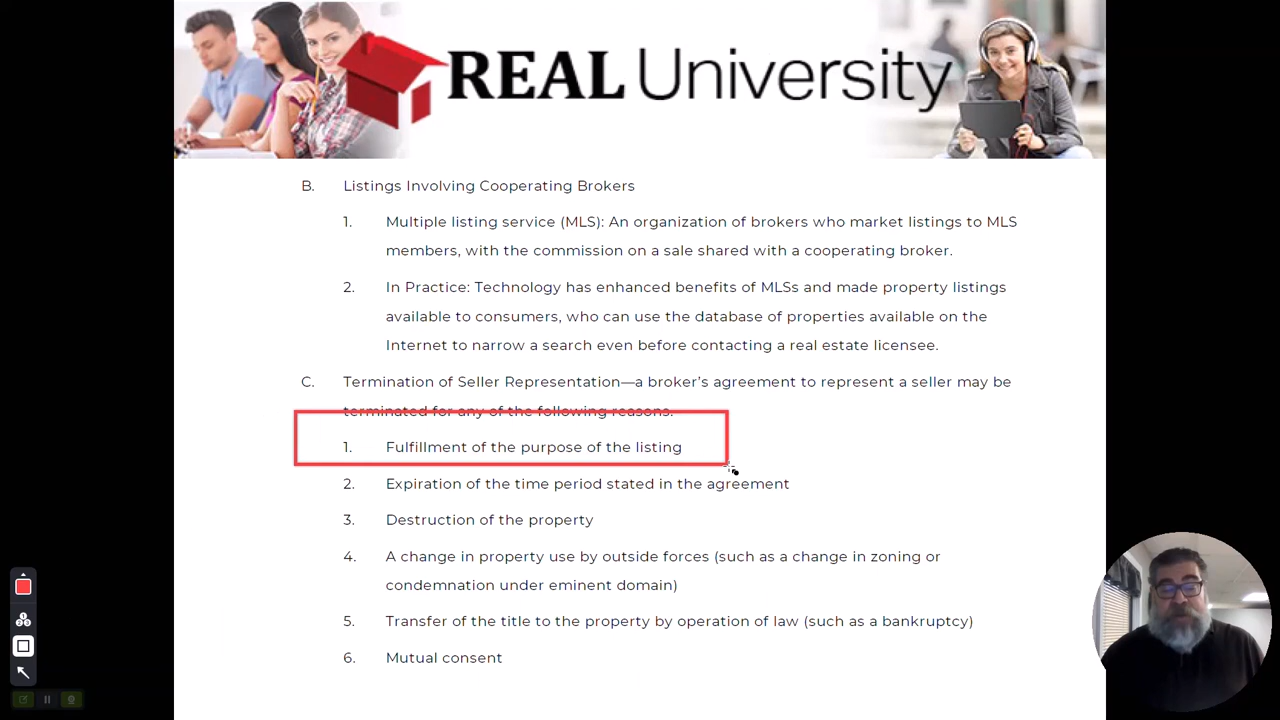 REAL University
B. Listings Involving Cooperating Brokers
1. Multiple listing service (MLS): An organization of brokers who market listings to MLS
members, with the commission on a sale shared with a cooperating broker.
2. In Practice: Technology has enhanced benefits of MLSs and made property listings
available to consumers, who can use the database of properties available on the
Internet to narrow a search even before contacting a real estate licensee.
C. Termination of Seller Representation—a broker's agreement to represent a seller may be
terminated for any of the following reasons.
1. Fulfillment of the purpose of the listing
2. Expiration of the time period stated in the agreement
3. Destruction of the property
4. A change in property use by outside forces (such as a change in zoning or
condemnation under eminent domain)
5. Transfer of the title to the property by operation of law (such as a bankruptcy)
6. Mutual consent